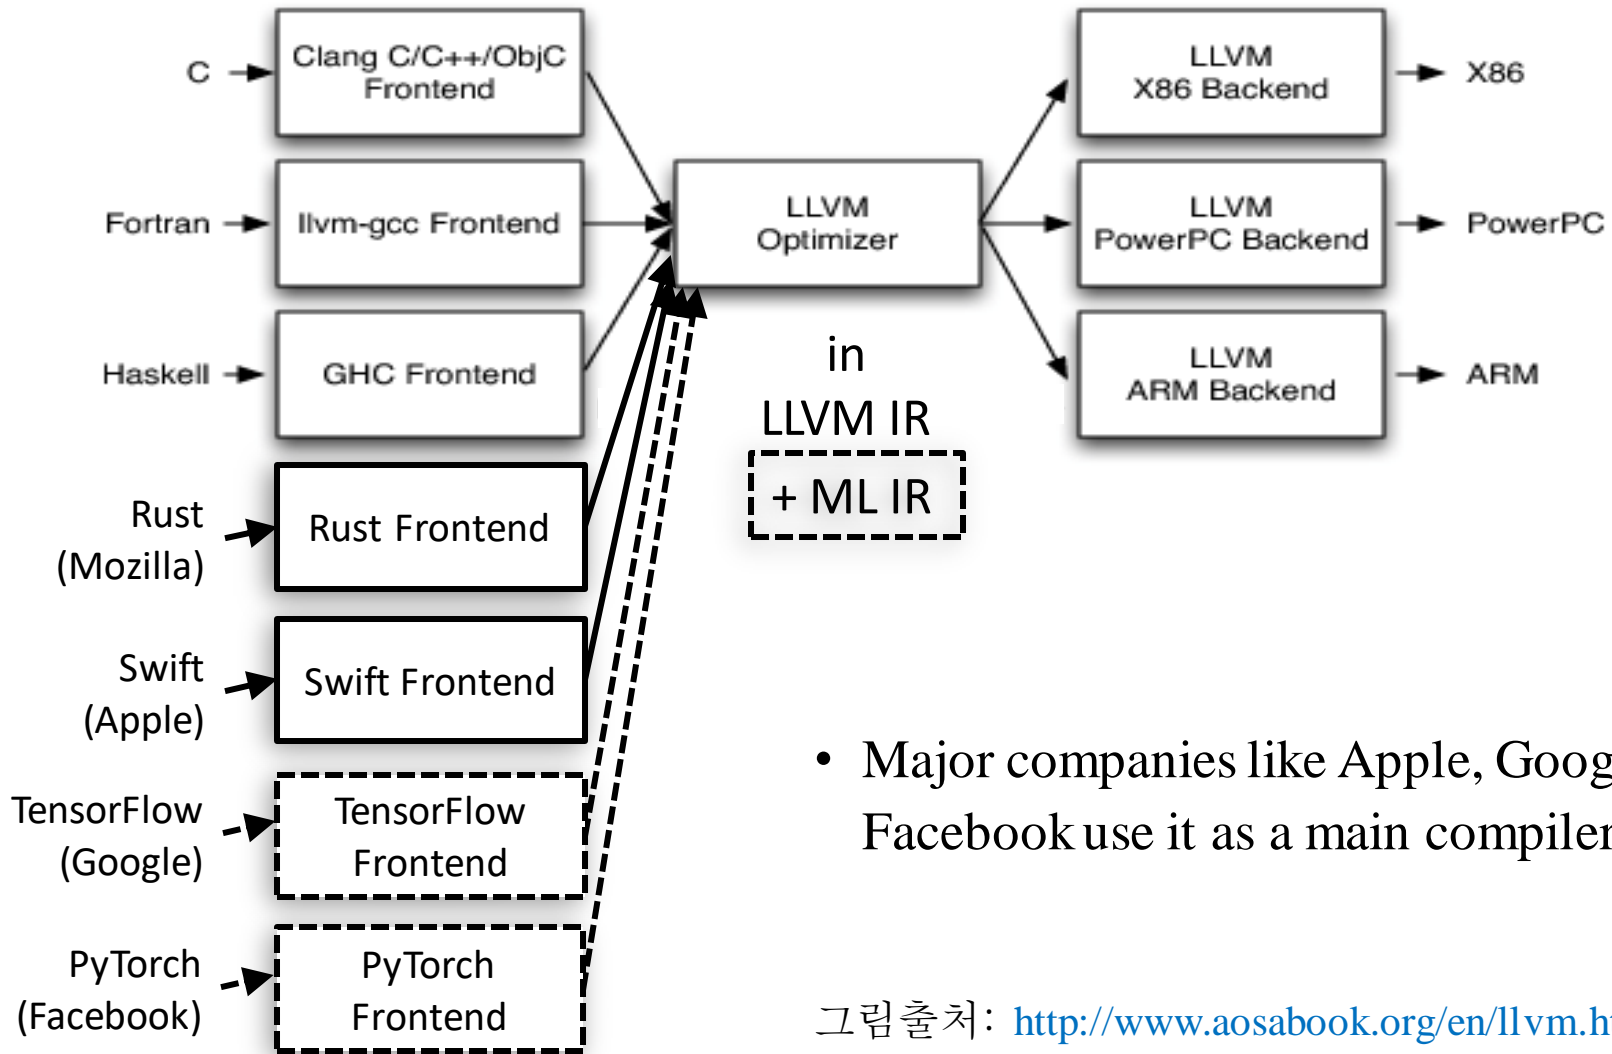 C
Clang C/C++/ObjC
Frontend
LLVM
X86 Backend
X86
Fortran
llvm-gcc Frontend
LLVM
Optimizer
LLVM
PowerPC Backend
PowerPC
Haskell
GHC Frontend
in
LLVM IR
+ ML IR
LLVM
ARM Backend
ARM
Rust
(Mozilla)
Rust Frontend
Swift
(Apple)
Swift Frontend
TensorFlow
(Google)
TensorFlow
Frontend
PyTorch
(Facebook)
PyTorch
Frontend
• Major companies like Apple,
Facebook use it as a main compiler
그림출처: http://www.aosabook.org/en/llvm.h